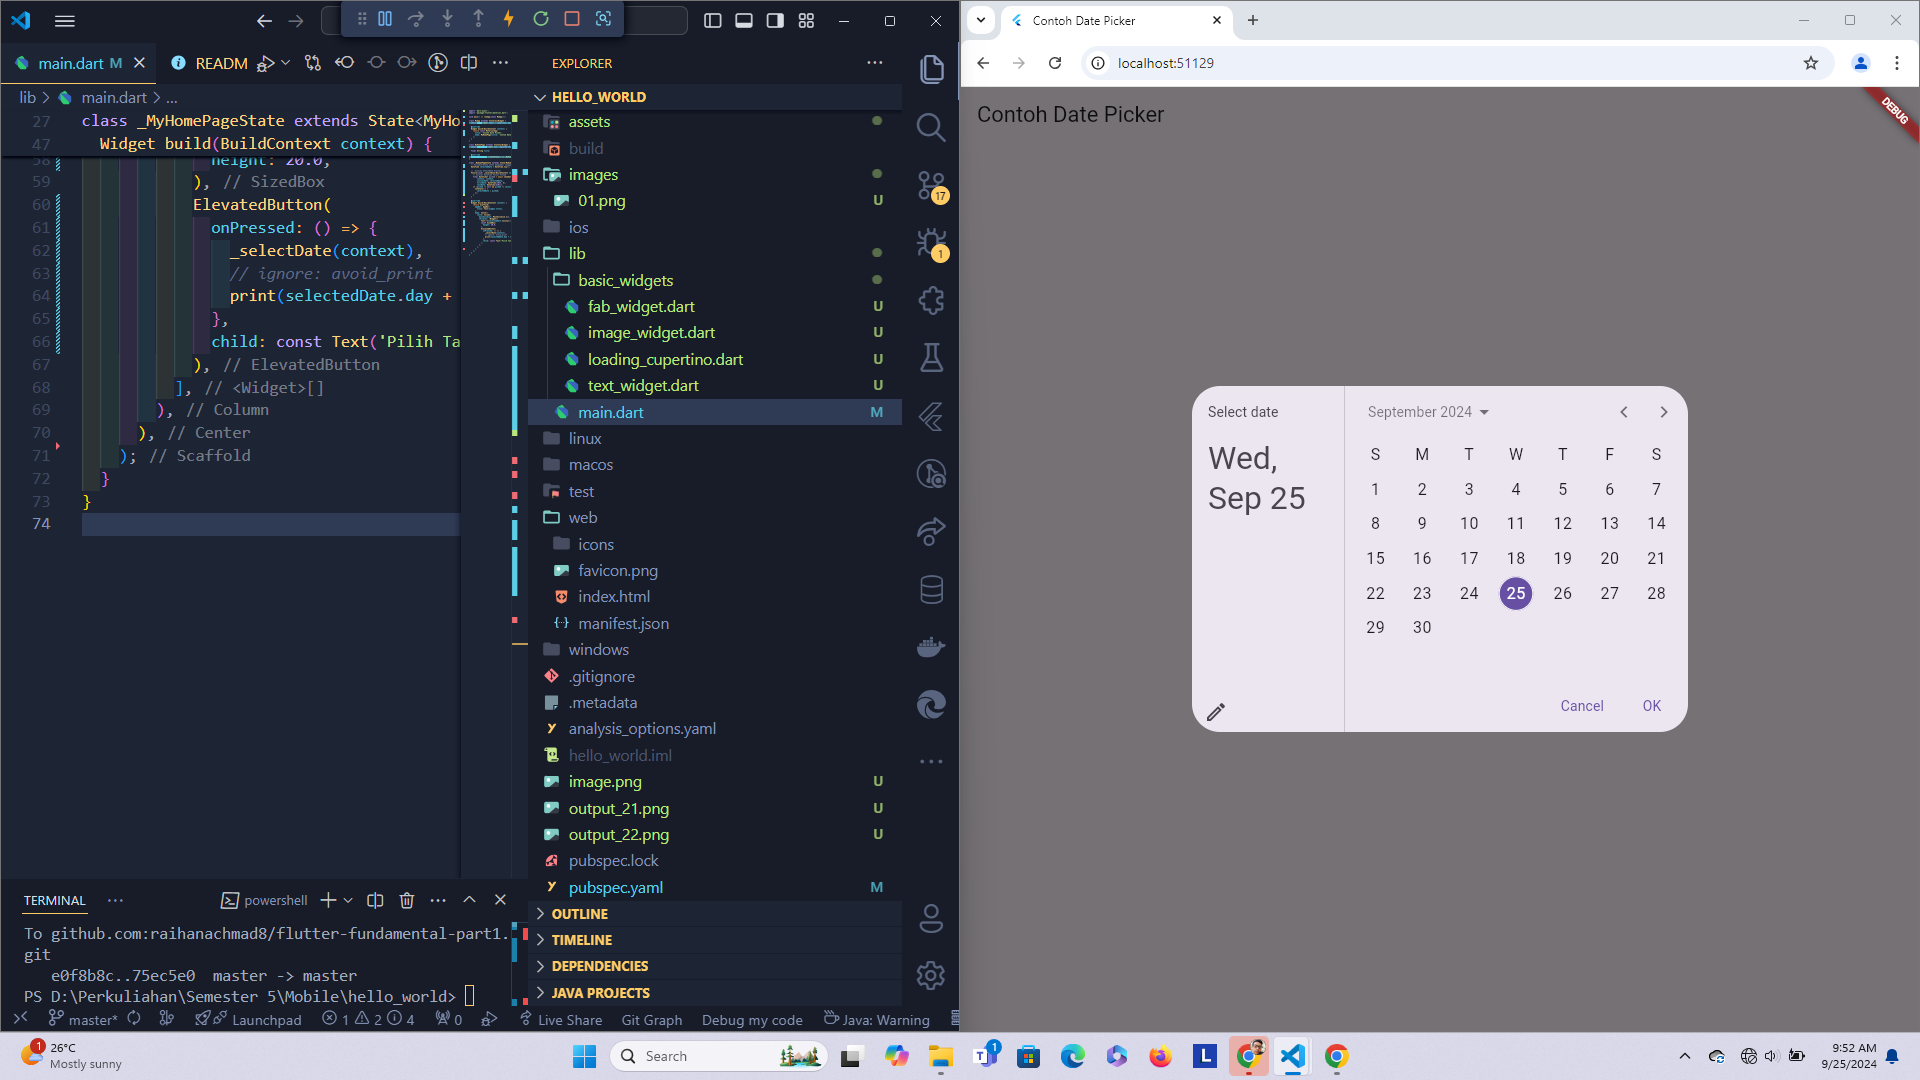 main.dart M
READM
lib > main.dart > ...
27 class _MyHomePageState extends State<MyHo
47 Widget build(BuildContext context) {
58 height: 20.0,
59 ), // SizedBox
60 ElevatedButton(
61 onPressed: () => {
62 _selectDate(context),
63 // ignore: avoid_print
64 print(selectedDate.day +
65 },
66 child: const Text('Pilih Ta
67 ), // ElevatedButton
68 ], // <Widget>[]
69 ), // Column
70 ), // Center
71 ); // Scaffold
72 }
73 }
74
TERMINAL ... powershell
To github.com:raihanachmad8/flutter-fundamental-part1.
git
e0f8b8c..75ec5e0 master -> master
PS D:\Perkuliahan\Semester 5\Mobile\hello_world>
EXPLORER
HELLO_WORLD
assets
build
images
01.png U
ios
lib
basic_widgets
fab_widget.dart U
image_widget.dart U
loading_cupertino.dart U
text_widget.dart U
main.dart M
linux
macos
test
web
icons
favicon.png
index.html
manifest.json
windows
.gitignore
.metadata
analysis_options.yaml
hello_world.iml
image.png U
output_21.png U
output_22.png U
pubspec.lock
pubspec.yaml M
OUTLINE
TIMELINE
DEPENDENCIES
JAVA PROJECTS
17
1
master* Launchpad 1 2 4 0 Live Share Git Graph Debug my code Java: Warning
Contoh Date Picker
localhost:51129
Contoh Date Picker
DEBUG
Select date
Wed,
Sep 25
September 2024
S M T W T F S
1 2 3 4 5 6 7
8 9 10 11 12 13 14
15 16 17 18 19 20 21
22 23 24 25 26 27 28
29 30
Cancel OK
1
26°C
Mostly sunny
Search
1
9:52 AM
9/25/2024